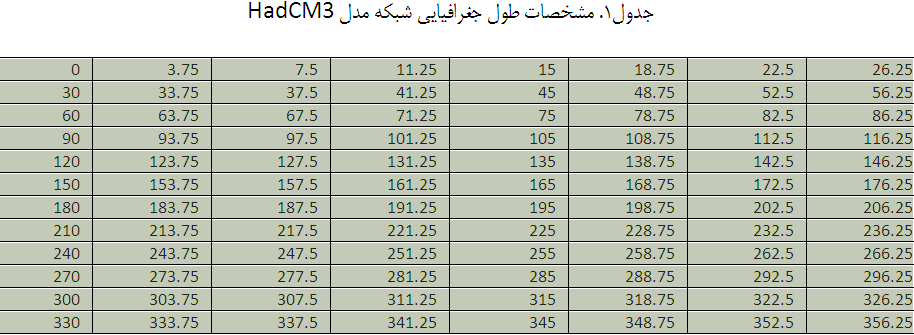 جدول۱. مشخصات طول جغرافیایی شبکه مدل HadCM3
0 3.75 7.5 11.25 15 18.75 22.5 26.25
30 33.75 37.5 41.25 45 48.75 52.5 56.25
60 63.75 67.5 71.25 75 78.75 82.5 86.25
90 93.75 97.5 101.25 105 108.75 112.5 116.25
120 123.75 127.5 131.25 135 138.75 142.5 146.25
150 153.75 157.5 161.25 165 168.75 172.5 176.25
180 183.75 187.5 191.25 195 198.75 202.5 206.25
210 213.75 217.5 221.25 225 228.75 232.5 236.25
240 243.75 247.5 251.25 255 258.75 262.5 266.25
270 273.75 277.5 281.25 285 288.75 292.5 296.25
300 303.75 307.5 311.25 315 318.75 322.5 326.25
330 333.75 337.5 341.25 345 348.75 352.5 356.25